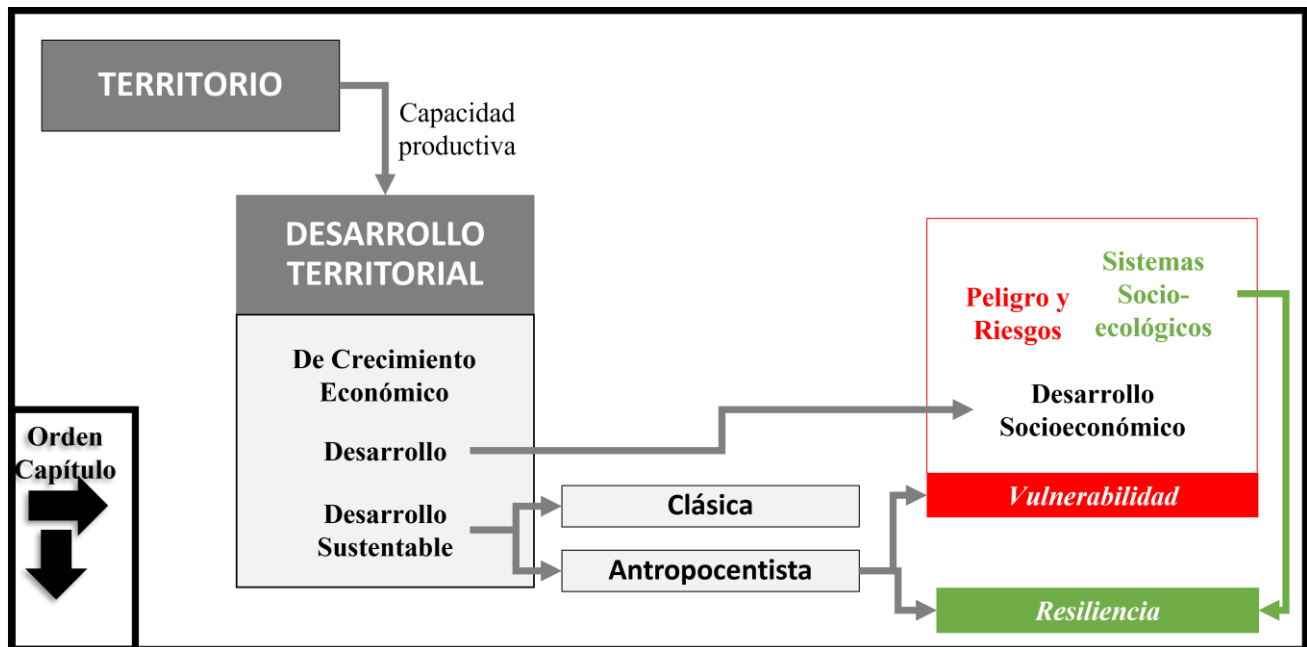 TERRITORIO
Capacidad
productiva
DESARROLLO
TERRITORIAL
De Crecimiento
Económico
Desarrollo
Desarrollo
Sustentable
Orden
Capítulo
Clásica
Antropocentista
Peligro y
Riesgos
Sistemas
Socio-
ecológicos
Desarrollo
Socioeconómico
Vulnerabilidad
Resiliencia